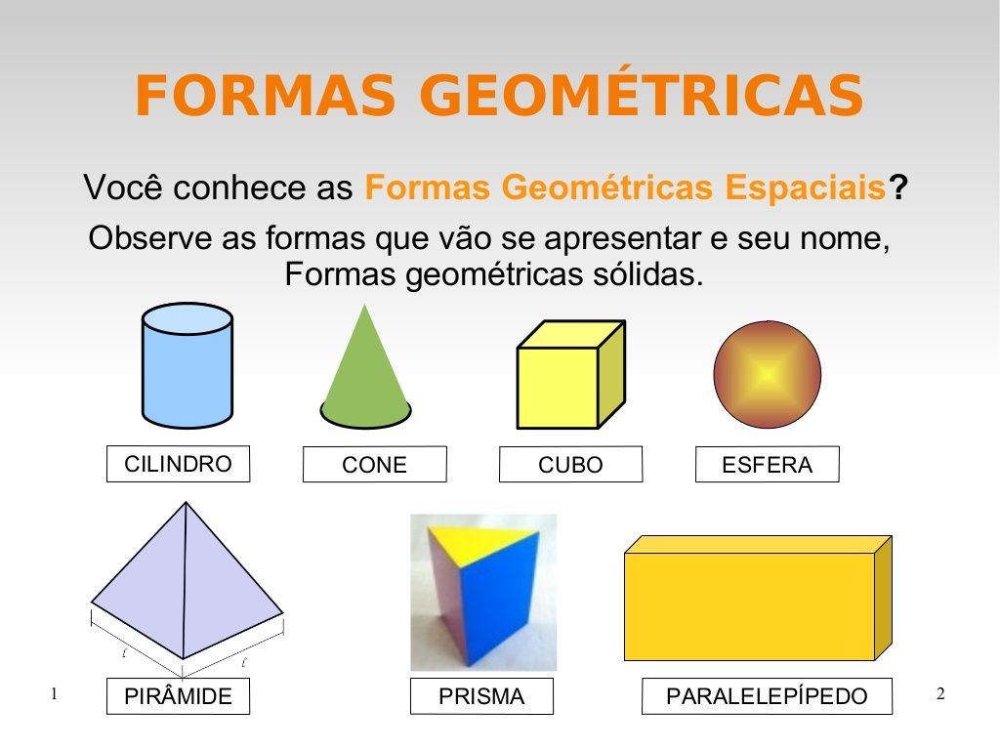 FORMAS GEOMÉTRICAS
Você conhece as Formas Geométricas Espaciais?
Observe as formas que vão se apresentar e seu nome,
Formas geométricas sólidas.
CILINDRO
CONE
CUBO
ESFERA
ℓ
ℓ
1
PIRÂMIDE
PRISMA
PARALELEPÍPEDO
2